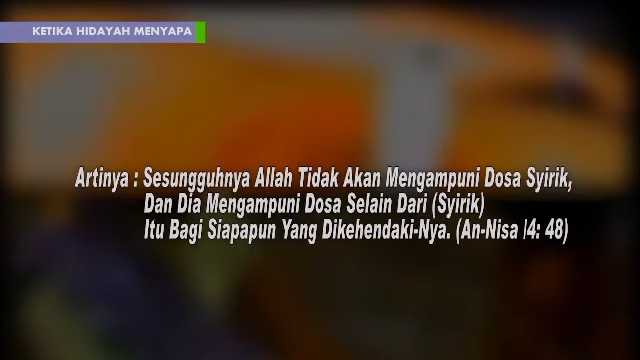 KETIKA HIDAYAH MENYAPA
Artinya : Sesungguhnya Allah Tidak Akan Mengampuni Dosa Syirik,
Dan Dia Mengampuni Dosa Selain Dari (Syirik)
Itu Bagi Siapapun Yang Dikehendaki-Nya. (An-Nisa |4: 48)